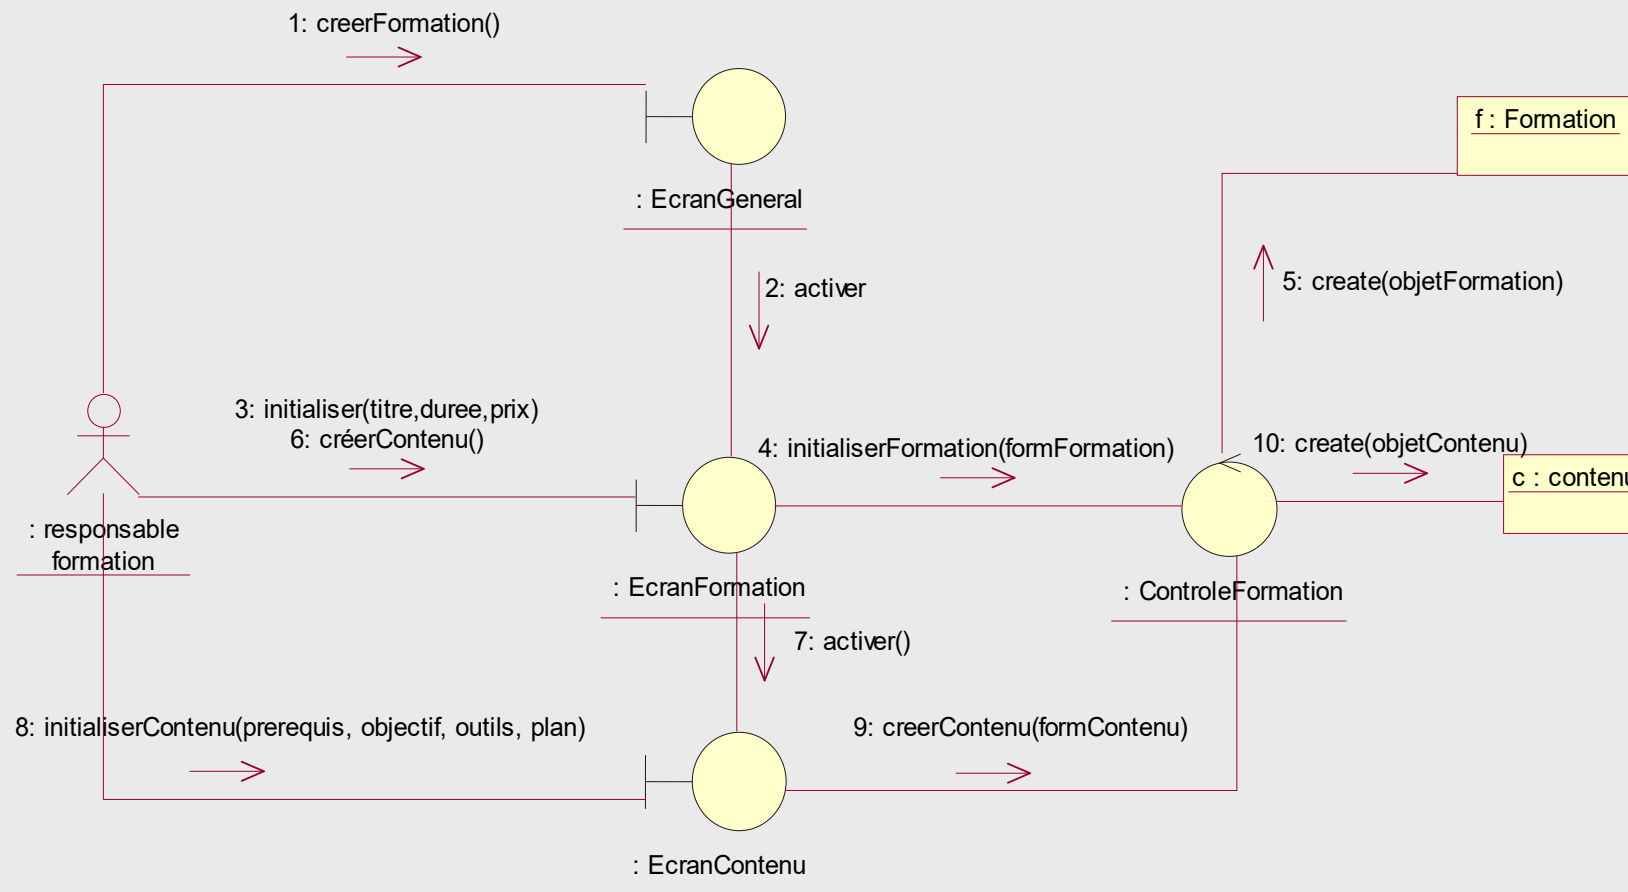 1: creerFormation()
f : Formation
: EcranGeneral
2: activer
5: create(objetFormation)
3: initialiser(titre,duree,prix)
6: créerContenu()
4: initialiserFormation(formFormation)
10: create(objetContenu)
c : contenu
: responsable
formation
: EcranFormation
: ControleFormation
7: activer()
8: initialiserContenu(prerequis, objectif, outils, plan)
9: creerContenu(formContenu)
: EcranContenu